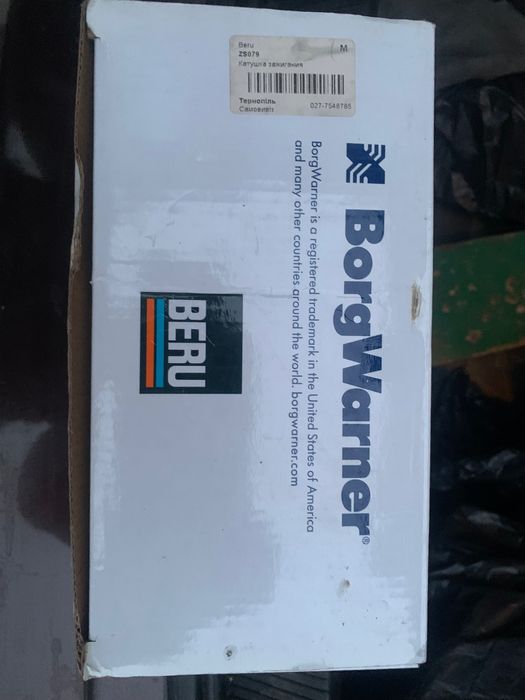 Beru
M
ZS079
Катушка зажигания
Тернопіль
Самовивіз
027-7548785
BorgWarner®
BorgWarner is a registered trademark in the United States of America
and many other countries around the world. borgwarner.com
BERU